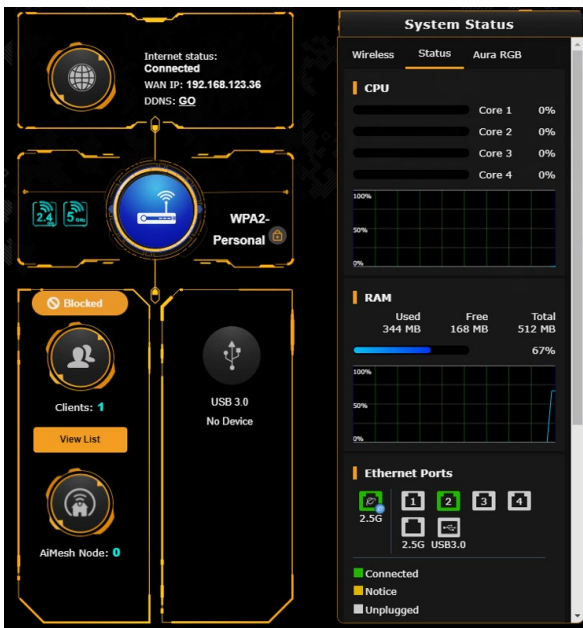 Internet status:
Connected
WAN IP: 192.168.123.36
DDNS: GO
2.4
GHz
5 GHz
WPA2-
Personal
Blocked
Clients: 1
View List
AiMesh Node: 0
USB 3.0
No Device
System Status
Wireless Status Aura RGB
CPU
Core 1 0%
Core 2 0%
Core 3 0%
Core 4 0%
100%
50%
0%
RAM
Used Free Total
344 MB 168 MB 512 MB
67%
100%
50%
0%
Ethernet Ports
1 2 3 4
2.5G
2.5G USB3.0
Connected
Notice
Unplugged